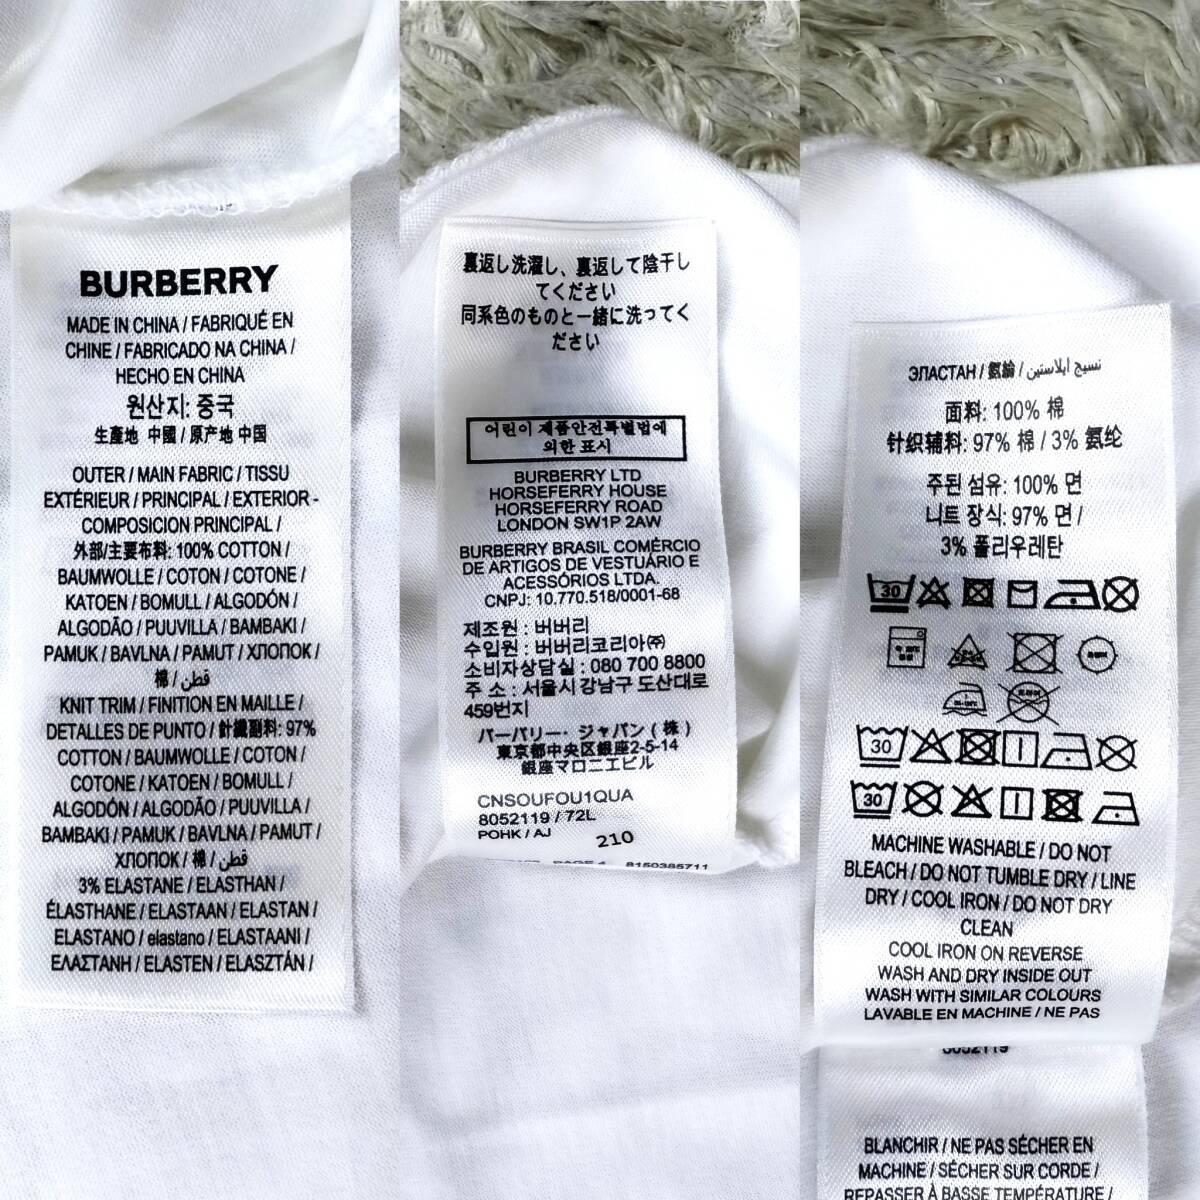 BURBERRY
MADE IN CHINA / FABRIQUÉ EN
CHINE / FABRICADO NA CHINA /
HECHO EN CHINA
원산지: 중국
生產地 中國 / 原产地 中国
OUTER / MAIN FABRIC / TISSU
EXTÉRIEUR / PRINCIPAL / EXTERIOR -
COMPOSICION PRINCIPAL /
外部/主要布料: 100% COTTON /
BAUMWOLLE / COTON / COTONE /
KATOEN / BOMULL / ALGODÓN /
ALGODÃO / PUUVILLA / BAMBAKI /
PAMUK / BAVLNA / PAMUT / ХЛОПОК /
棉 / قطن /
KNIT TRIM / FINITION EN MAILLE /
DETALLES DE PUNTO / 針織副料: 97%
COTTON / BAUMWOLLE / COTON /
COTONE / KATOEN / BOMULL /
ALGODÓN / ALGODÃO / PUUVILLA /
BAMBAKI / PAMUK / BAVLNA / PAMUT /
ХЛОПОК / 棉 / قطن /
3% ELASTANE / ELASTHAN /
ÉLASTHANE / ELASTAAN / ELASTAN /
ELASTANO / elastano / ELASTAANI /
ΕΛΑΣΤΑΝΗ / ELASTEN / ELASZTÁN /
裏返し洗濯し、裏返して陰干し
てください
同系色のものと一緒に洗ってく
ださい
어린이 제품안전특별법에
의한 표시
BURBERRY LTD
HORSEFERRY HOUSE
HORSEFERRY ROAD
LONDON SW1P 2AW
BURBERRY BRASIL COMÉRCIO
DE ARTIGOS DE VESTUÁRIO E
ACESSÓRIOS LTDA.
CNPJ: 10.770.518/0001-68
제조원 : 버버리
수입원 : 버버리코리아㈜
소비자상담실 : 080 700 8800
주 소 : 서울시 강남구 도산대로
459번지
バーバリー・ジャパン ( 株 )
東京都中央区銀座2-5-14
銀座マロニエビル
CNSOUFOU1QUA
8052119 / 72L
POHK / AJ
210
8150385711
ЭЛАСТАН / 氨綸 / نسيج ايلاستين
面料: 100% 棉
针织辅料: 97% 棉 / 3% 氨纶
주된 섬유: 100% 면
니트 장식: 97% 면 /
3% 폴리우레탄
30
30
30
MACHINE WASHABLE / DO NOT
BLEACH / DO NOT TUMBLE DRY / LINE
DRY / COOL IRON / DO NOT DRY
CLEAN
COOL IRON ON REVERSE
WASH AND DRY INSIDE OUT
WASH WITH SIMILAR COLOURS
LAVABLE EN MACHINE / NE PAS
8052119
BLANCHIR / NE PAS SÉCHER EN
MACHINE / SÉCHER SUR CORDE /
REPASSER À BASSE TEMPÉRATURE /